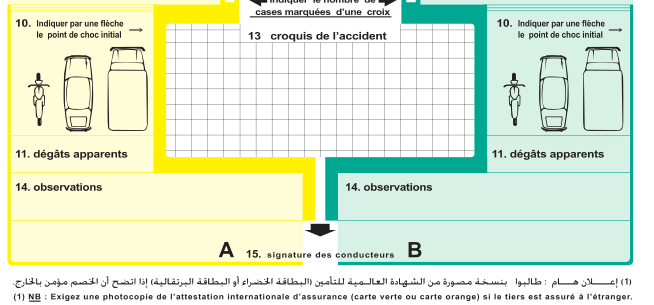 Indiquer le nombre de
cases marquées d'une croix
10. Indiquer par une flèche
le point de choc initial
13 croquis de l'accident
10. Indiquer par une flèche
le point de choc initial
11. dégâts apparents
11. dégâts apparents
14. observations
14. observations
A 15. signature des conducteurs B
(1) إعـــلان هـــام : طالبوا بنسخة مصورة من الشهادة العالمية للتأمين (البطاقة الخضراء أو البطاقة البرتقالية) إذا اتضح أن الخصم مؤمن بالخارج.
(1) NB : Exigez une photocopie de l'attestation internationale d'assurance (carte verte ou carte orange) si le tiers est assuré à l'étranger.